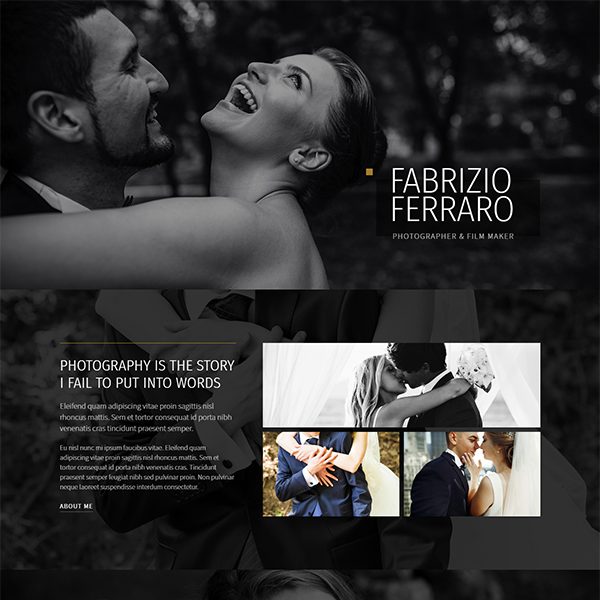 FABRIZIO
FERRARO
PHOTOGRAPHER & FILM MAKER
PHOTOGRAPHY IS THE STORY
I FAIL TO PUT INTO WORDS
Eleifend quam adipiscing vitae proin sagittis nisl
rhoncus mattis. Sem et tortor consequat id porta nibh
venenatis cras tincidunt praesent semper.
Eu nisl nunc mi ipsum faucibus vitae. Eleifend quam
adipiscing vitae proin sagittis nisl rhoncus mattis. Sem et
tortor consequat id porta nibh venenatis cras. Tincidunt
praesent semper feugiat nibh sed pulvinar proin. Non pulvinar
neque laoreet suspendisse interdum consectetur.
ABOUT ME